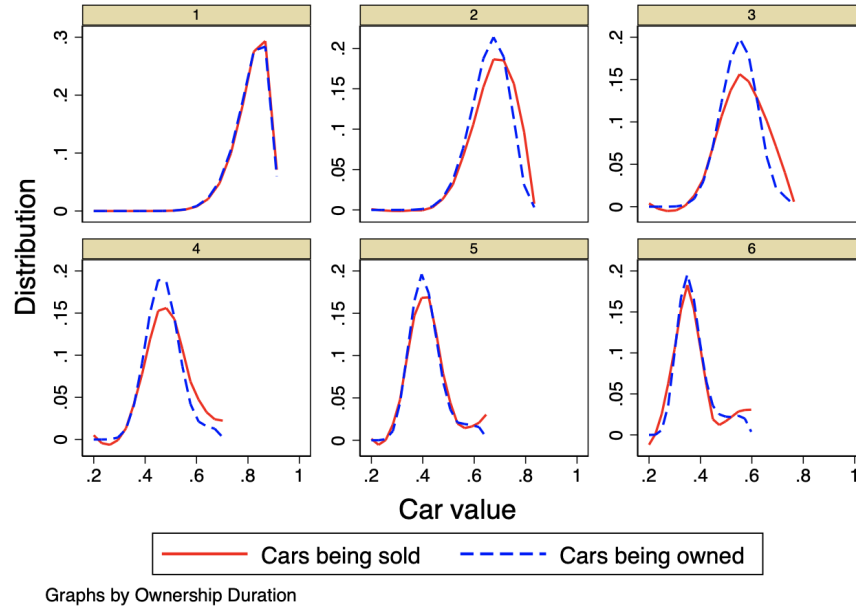 1 2 3
.3 .2 .2
.15 .15
.2
.1 .1
.1
.05 .05
0 0 0
Distribution
4 5 6
.2 .2 .2
.15 .15 .15
.1 .1 .1
.05 .05 .05
0 0 0
.2 .4 .6 .8 1 .2 .4 .6 .8 1 .2 .4 .6 .8 1
Car value
Cars being sold Cars being owned
Graphs by Ownership Duration